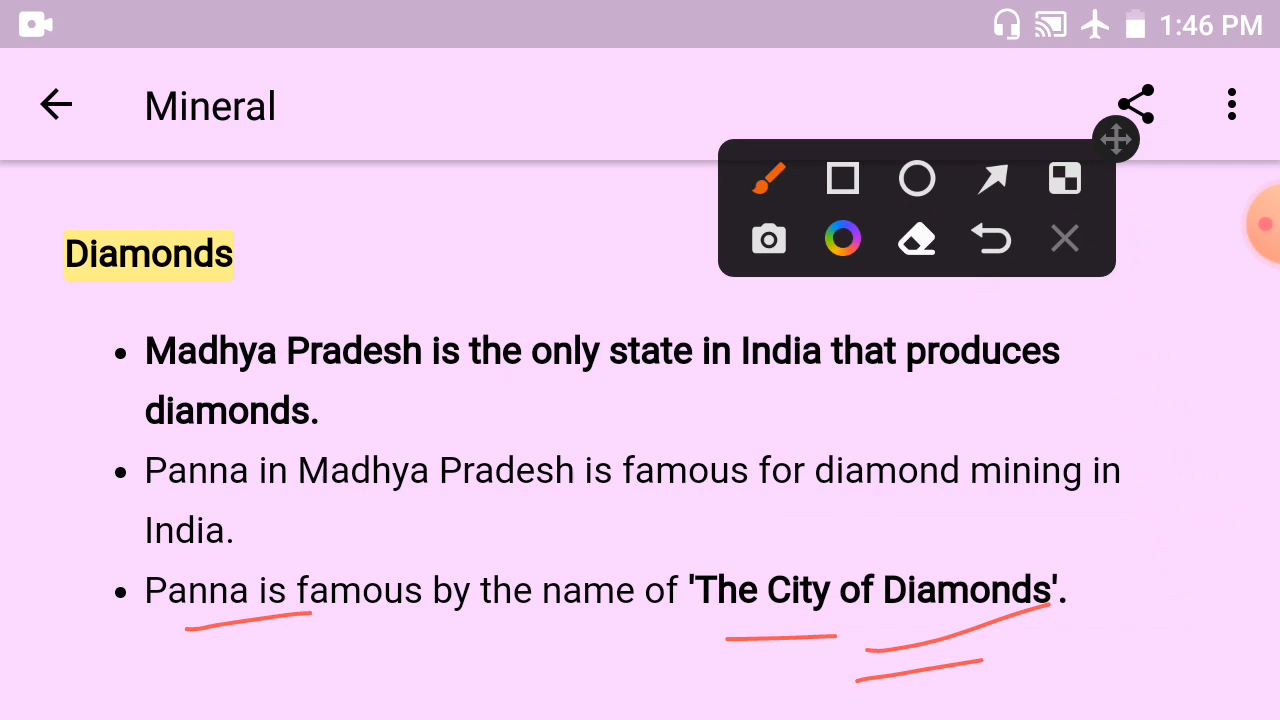 1:46 PM
Mineral
Diamonds
• Madhya Pradesh is the only state in India that produces
diamonds.
• Panna in Madhya Pradesh is famous for diamond mining in
India.
• Panna is famous by the name of 'The City of Diamonds'.